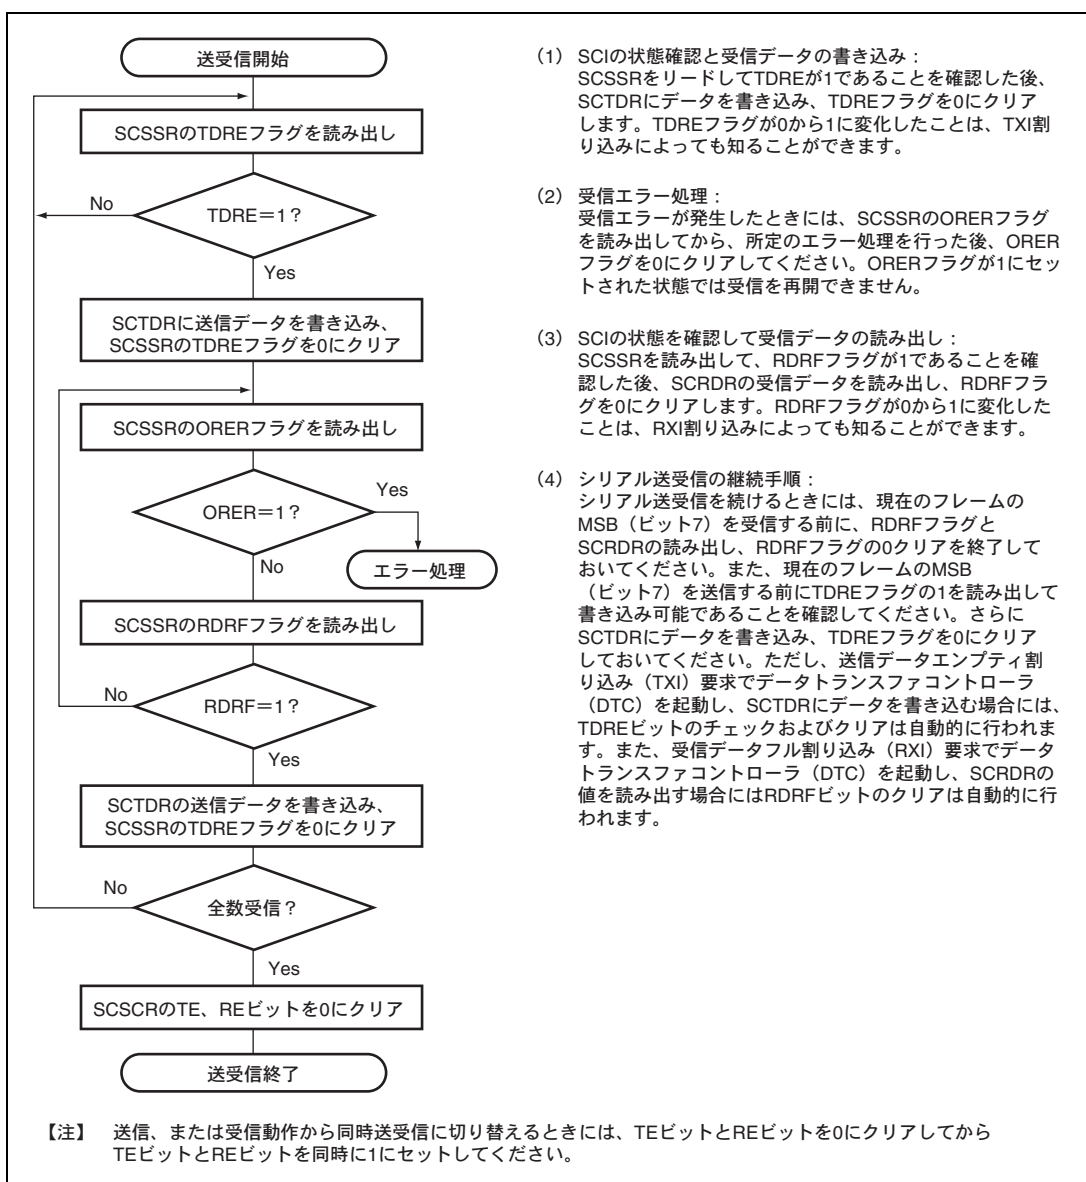 送受信開始
SCSSRのTDREフラグを読み出し
No
TDRE＝1？
Yes
SCTDRに送信データを書き込み、
SCSSRのTDREフラグを0にクリア
SCSSRのORERフラグを読み出し
Yes
ORER＝1？
No
エラー処理
SCSSRのRDRFフラグを読み出し
No
RDRF＝1？
Yes
SCTDRの送信データを書き込み、
SCSSRのTDREフラグを0にクリア
No
全数受信？
Yes
SCSCRのTE、REビットを0にクリア
送受信終了
（1） SCIの状態確認と受信データの書き込み：
SCSSRをリードしてTDREが1であることを確認した後、
SCTDRにデータを書き込み、TDREフラグを0にクリア
します。TDREフラグが0から1に変化したことは、TXI割
り込みによっても知ることができます。
（2） 受信エラー処理：
受信エラーが発生したときには、SCSSRのORERフラグ
を読み出してから、所定のエラー処理を行った後、ORER
フラグを0にクリアしてください。ORERフラグが1にセッ
トされた状態では受信を再開できません。
（3） SCIの状態を確認して受信データの読み出し：
SCSSRを読み出して、RDRFフラグが1であることを確
認した後、SCRDRの受信データを読み出し、RDRFフラ
グを0にクリアします。RDRFフラグが0から1に変化した
ことは、RXI割り込みによっても知ることができます。
（4） シリアル送受信の継続手順：
シリアル送受信を続けるときには、現在のフレームの
MSB（ビット7）を受信する前に、RDRFフラグと
SCRDRの読み出し、RDRFフラグの0クリアを終了して
おいてください。また、現在のフレームのMSB
（ビット7）を送信する前にTDREフラグの1を読み出して
書き込み可能であることを確認してください。さらに
SCTDRにデータを書き込み、TDREフラグを0にクリア
しておいてください。ただし、送信データエンプティ割
り込み（TXI）要求でデータトランスファコントローラ
（DTC）を起動し、SCTDRにデータを書き込む場合には、
TDREビットのチェックおよびクリアは自動的に行われま
す。また、受信データフル割り込み（RXI）要求でデータ
トランスファコントローラ（DTC）を起動し、SCRDRの
値を読み出す場合にはRDRFビットのクリアは自動的に行
われます。
【注】 送信、または受信動作から同時送受信に切り替えるときには、TEビットとREビットを0にクリアしてから
TEビットとREビットを同時に1にセットしてください。